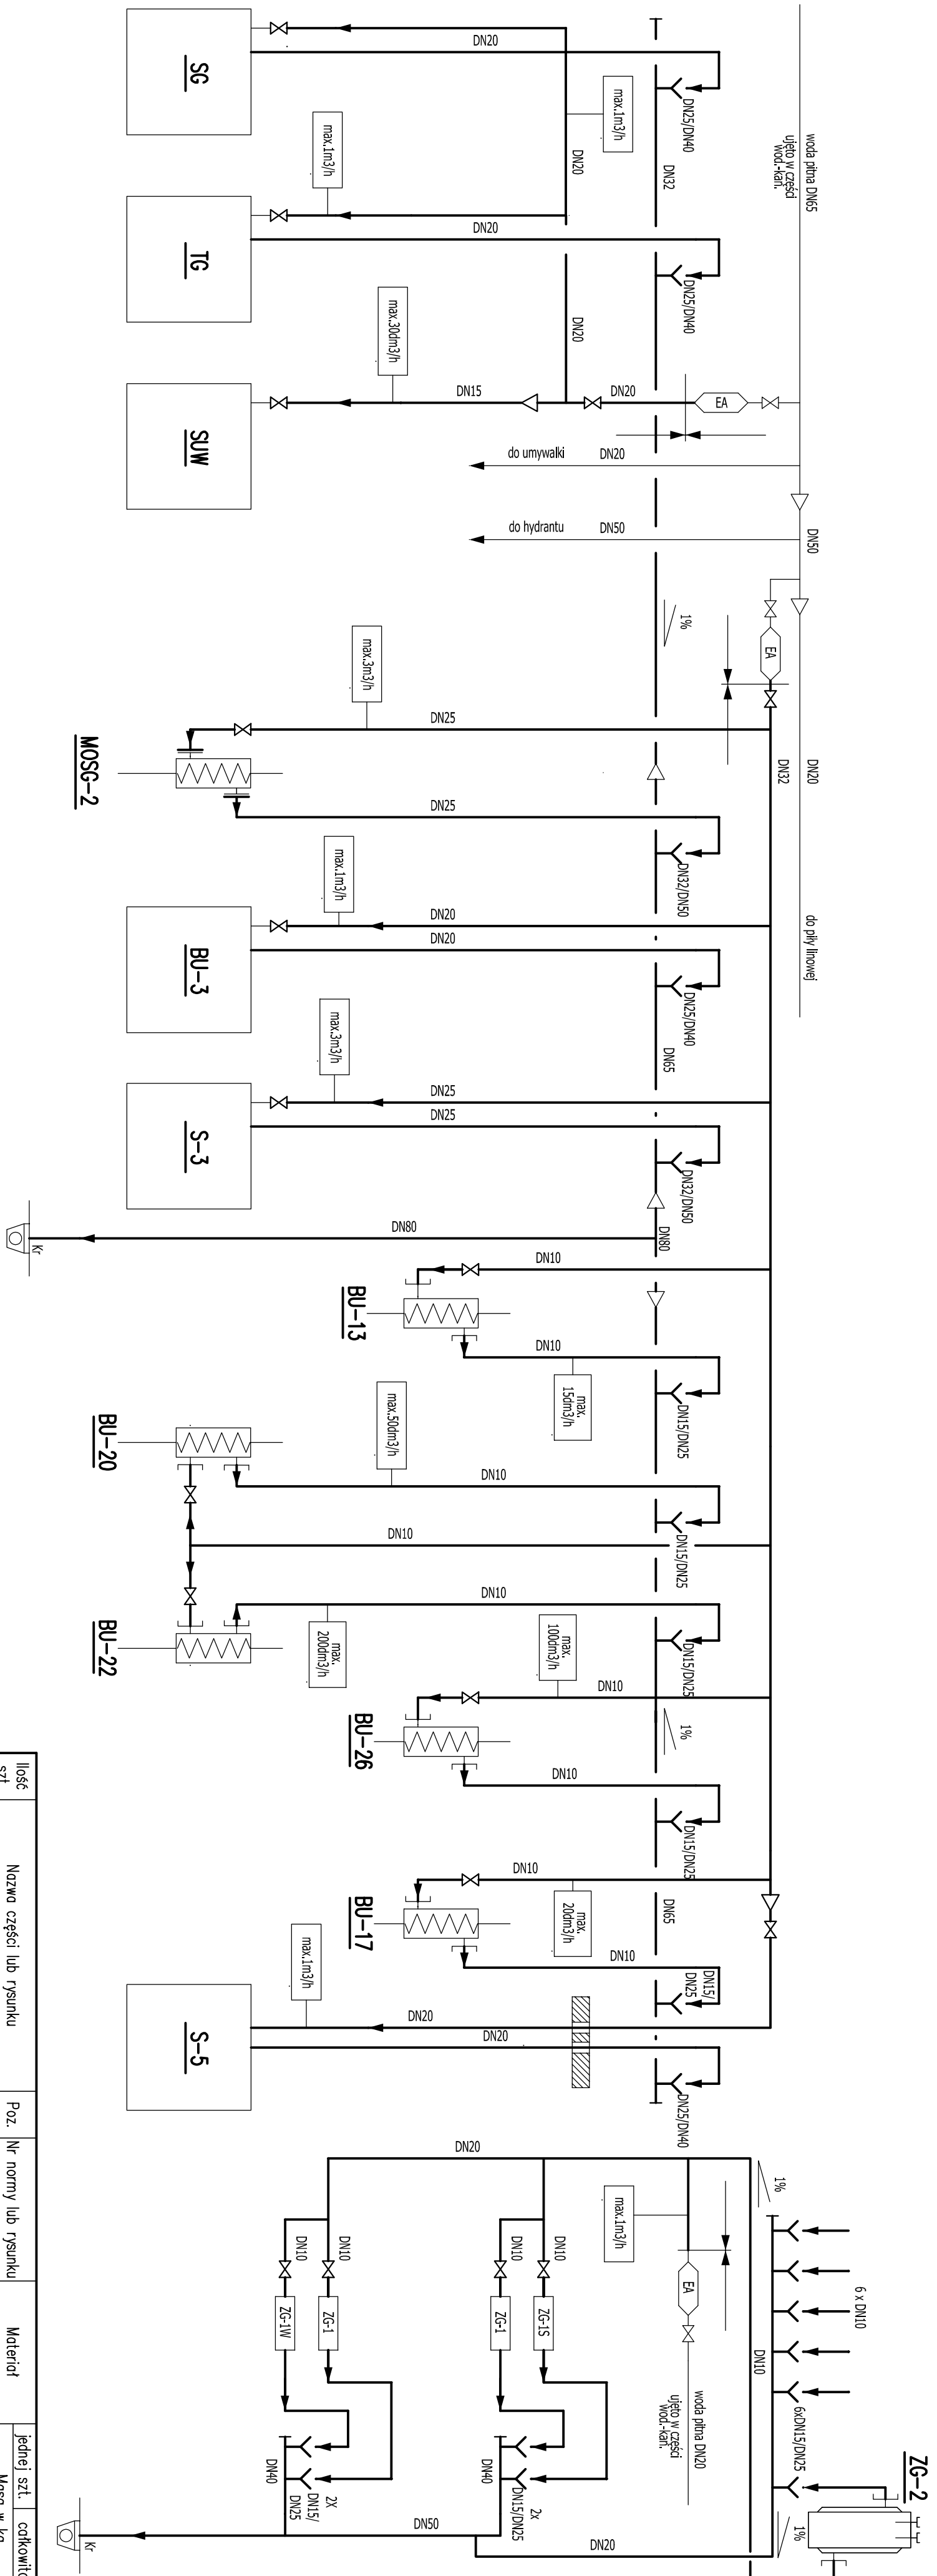 SG
TG
SUW
MOSG-2
BU-3
S-3
BU-13
BU-20
BU-22
BU-26
BU-17
S-5
ZG-2
woda pitna DN65
ujęto w części
wod.-kan.
DN20
max.1m3/h
DN25/DN40
DN20
DN32
max.1m3/h
DN20
DN25/DN40
DN20
max.30dm3/h
DN15
DN20
EA
do umywalki
DN20
do hydrantu
DN50
DN50
1%
EA
DN20
DN32
do piły linowej
max.3m3/h
DN25
DN25
DN32/DN50
max.1m3/h
DN20
DN20
DN25/DN40
DN65
max.3m3/h
DN25
DN25
DN32/DN50
DN80
DN80
Kr
DN10
DN10
max.
15dm3/h
DN15/DN25
max.50dm3/h
DN10
DN15/DN25
DN10
DN10
max.
200dm3/h
DN15/DN25
max.
100dm3/h
DN10
1%
DN10
DN15/DN25
DN10
max.
20dm3/h
DN65
DN10
DN15/
DN25
max.1m3/h
DN20
DN20
DN25/DN40
DN20
1%
max.1m3/h
EA
woda pitna DN20
ujęto w części
wod.-kan.
DN10
DN10
ZG-1W
ZG-1
DN10
DN10
ZG-1
ZG-1S
DN40
2X
DN15/
DN25
DN40
2x
DN15/DN25
DN50
DN20
Kr
6 x DN10
DN10
6xDN15/DN25
1%
Ilość
szt
Nazwa części lub rysunku
Poz.
Nr normy lub rysunku
Materiał
jednej szt.
całkowita
Masa w kg